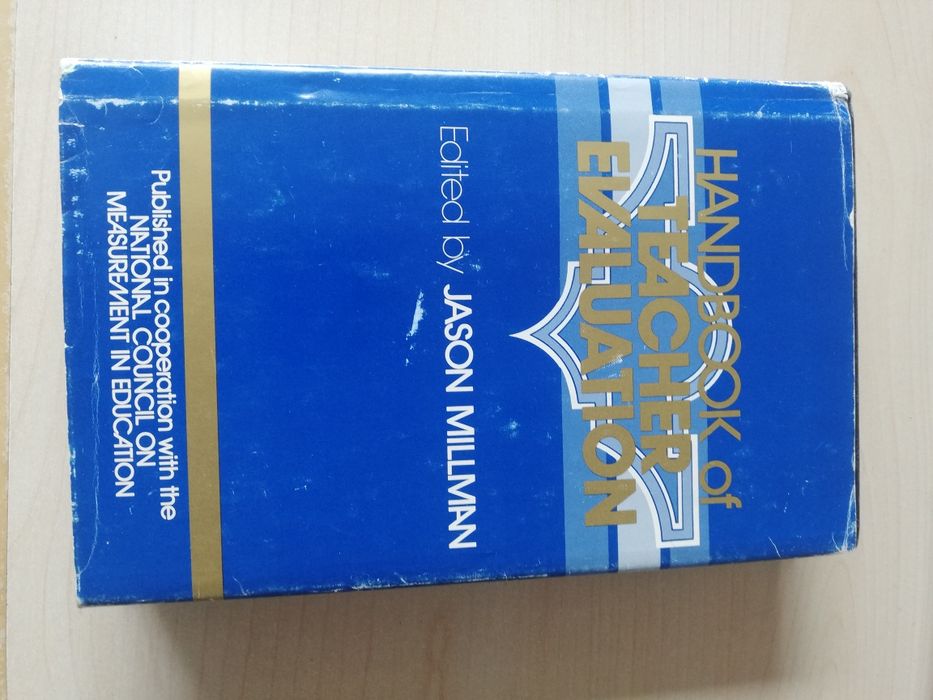 HANDBOOK of
TEACHER
EVALUATION
Edited by JASON MILLMAN
Published in cooperation with the
NATIONAL COUNCIL ON
MEASUREMENT IN EDUCATION